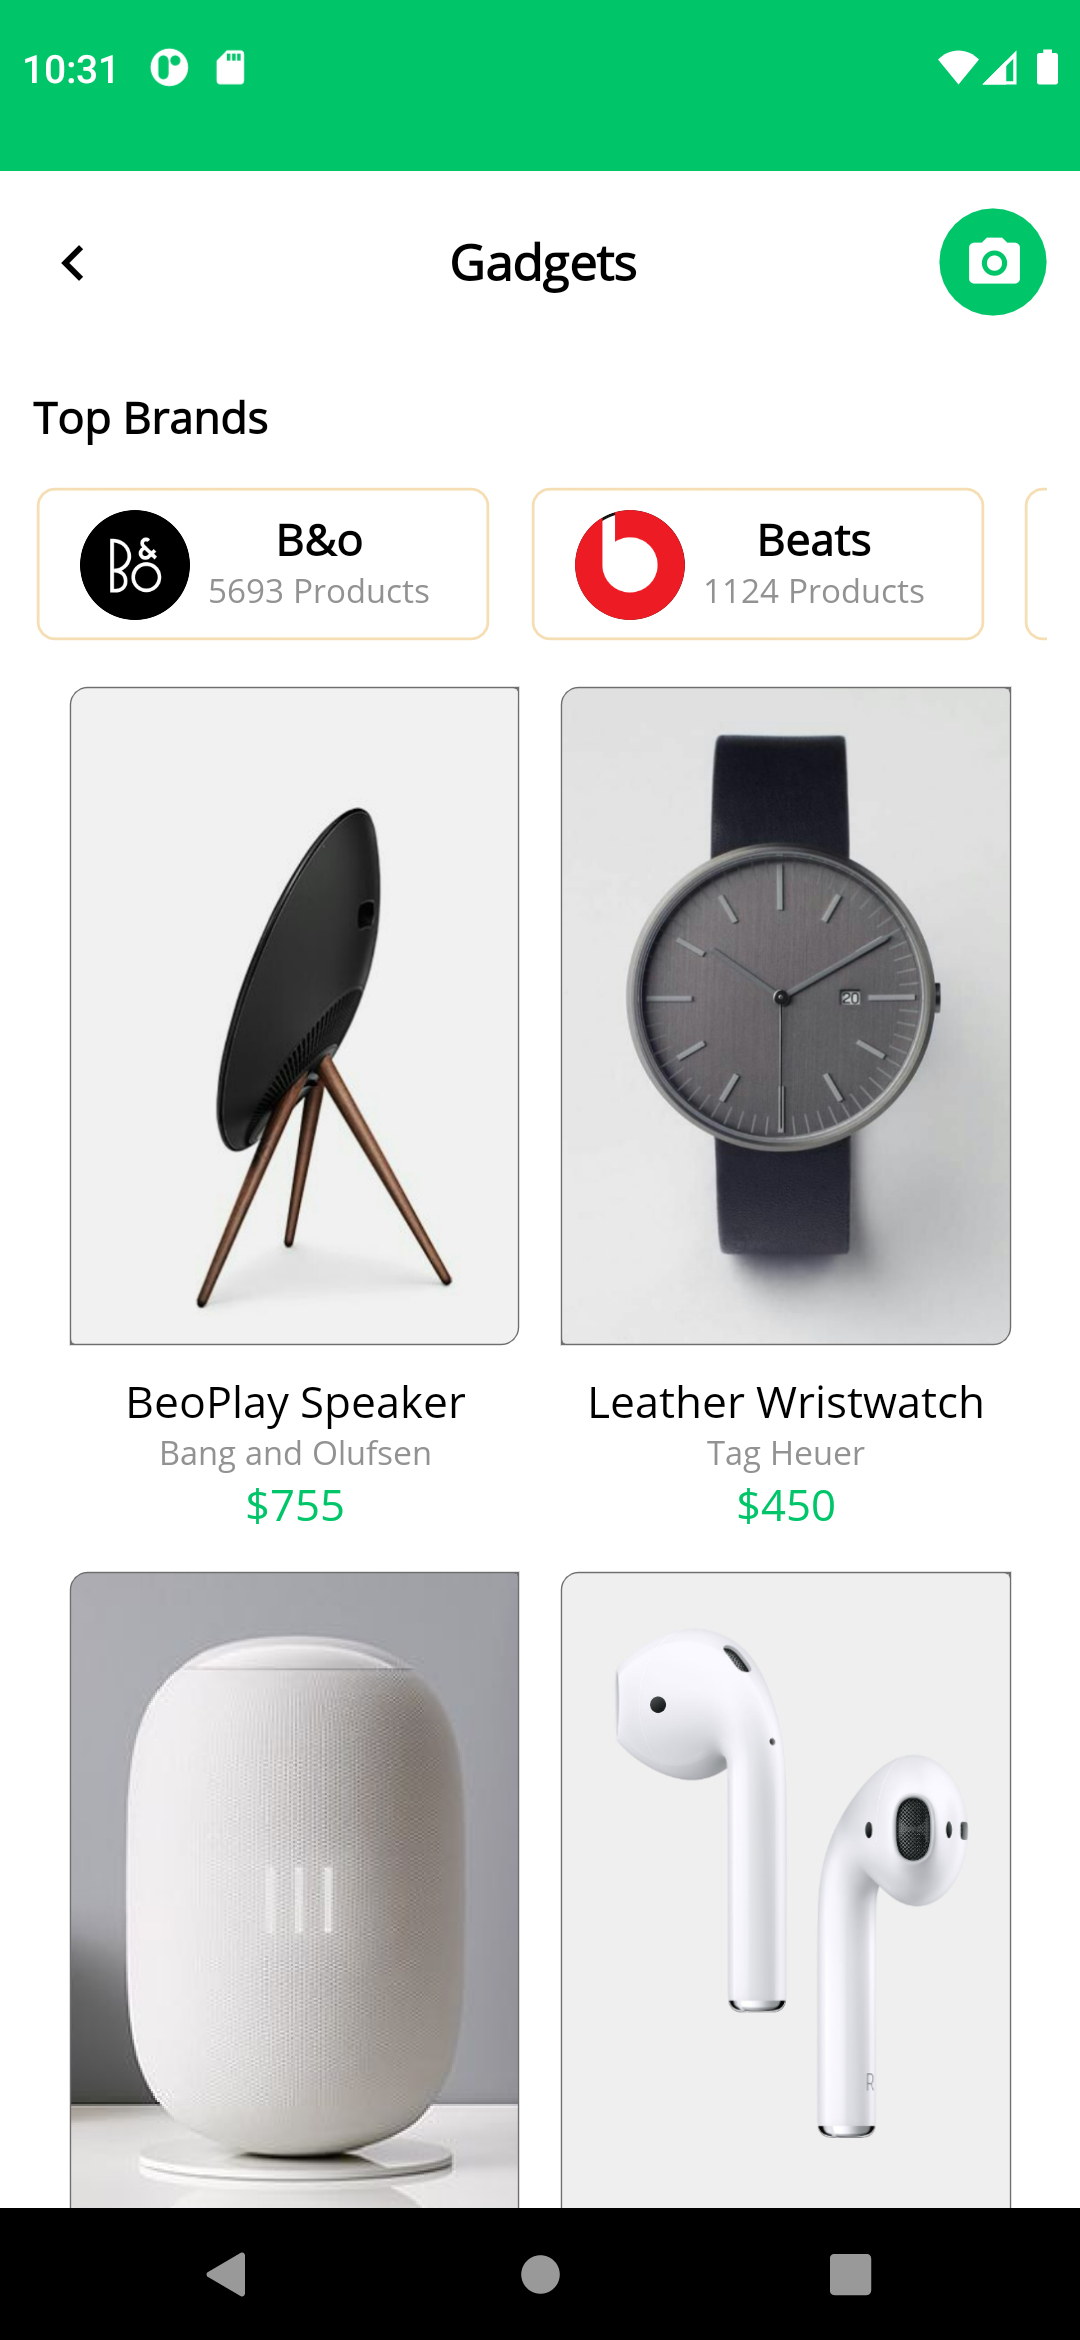 10:31
Gadgets
Top Brands
B&O
B&o
5693 Products
Beats
1124 Products
20
BeoPlay Speaker
Bang and Olufsen
$755
Leather Wristwatch
Tag Heuer
$450
R